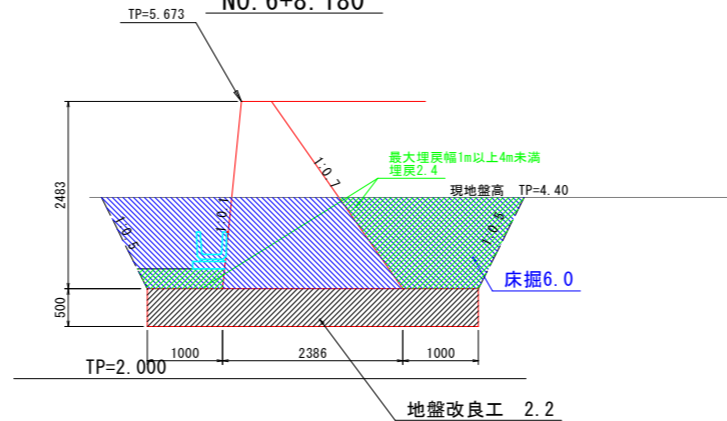 NO.6+8.180
TP=5.673
最大埋戻幅1m以上4m未満
埋戻2.4
現地盤高 TP=4.40
1:0.7
1:0.1
1:0.5
1:0.5
2483
床掘6.0
500
1000
2386
1000
TP=2.000
地盤改良工 2.2